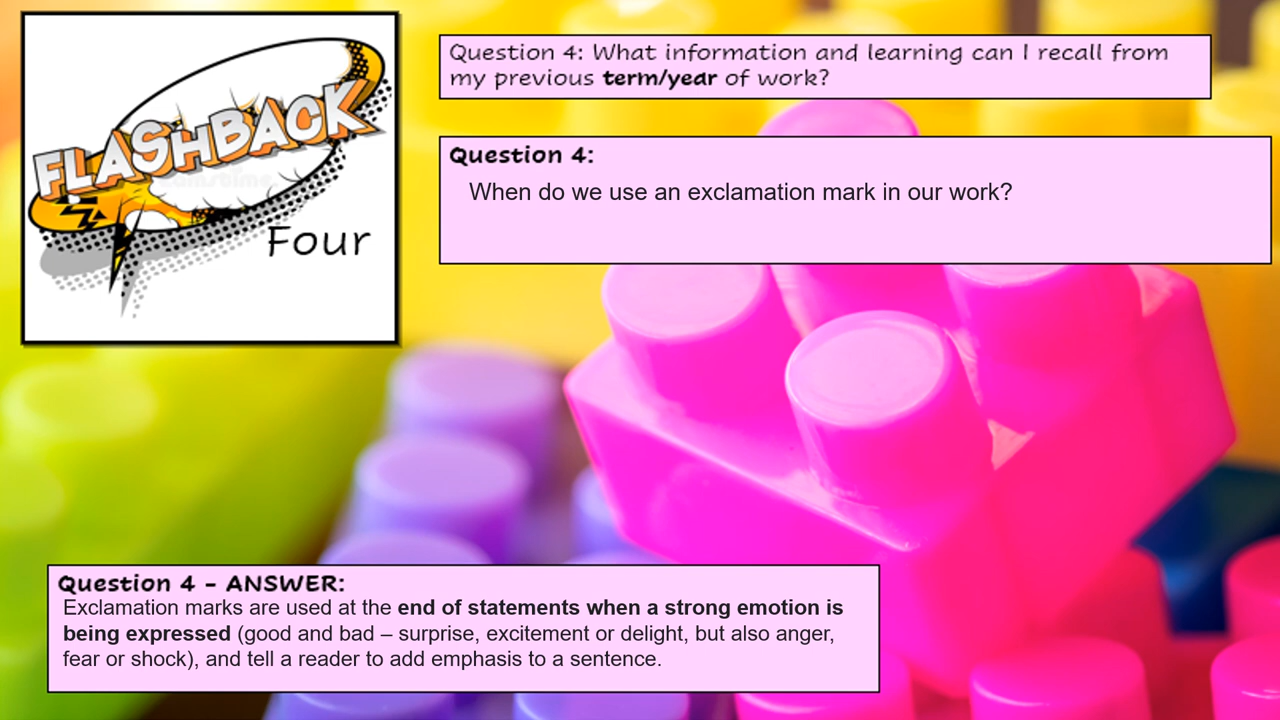 FLASHBACK
Four
Question 4: What information and learning can I recall from
my previous term/year of work?
Question 4:
When do we use an exclamation mark in our work?
Question 4 – ANSWER:
Exclamation marks are used at the end of statements when a strong emotion is
being expressed (good and bad – surprise, excitement or delight, but also anger,
fear or shock), and tell a reader to add emphasis to a sentence.